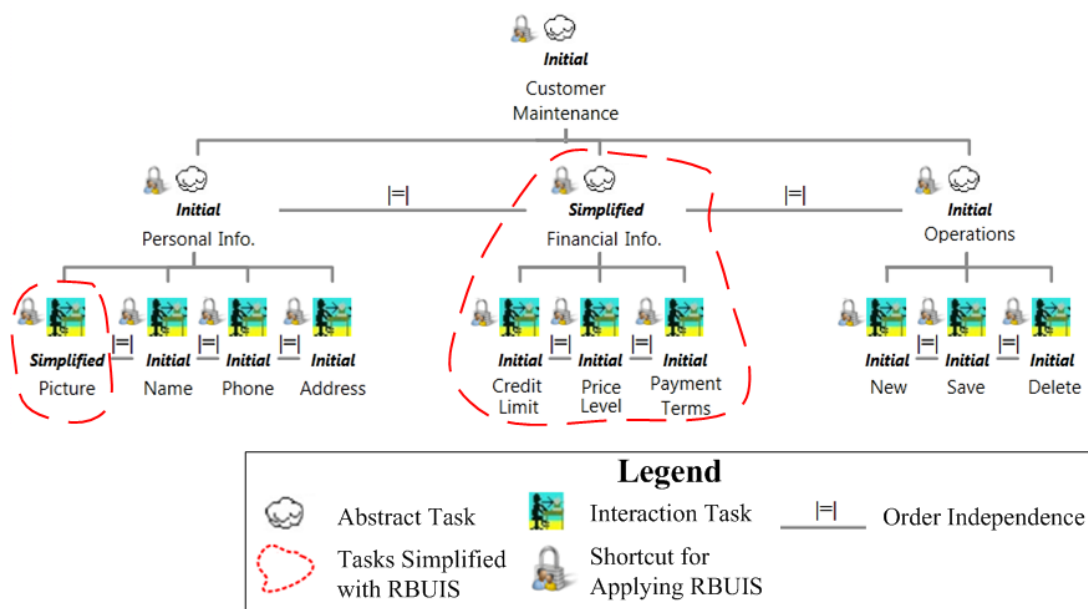 Initial
Customer
Maintenance
|=|
|=|
Initial
Simplified
Initial
Personal Info.
Financial Info.
Operations
|=|
|=|
|=|
|=|
|=|
|=|
|=|
Simplified
Initial
Initial
Initial
Initial
Initial
Initial
Initial
Initial
Initial
Picture
Name
Phone
Address
Credit
Limit
Price
Level
Payment
Terms
New
Save
Delete
Legend
Abstract Task
Interaction Task
|=|
Order Independence
Tasks Simplified
with RBUIS
Shortcut for
Applying RBUIS